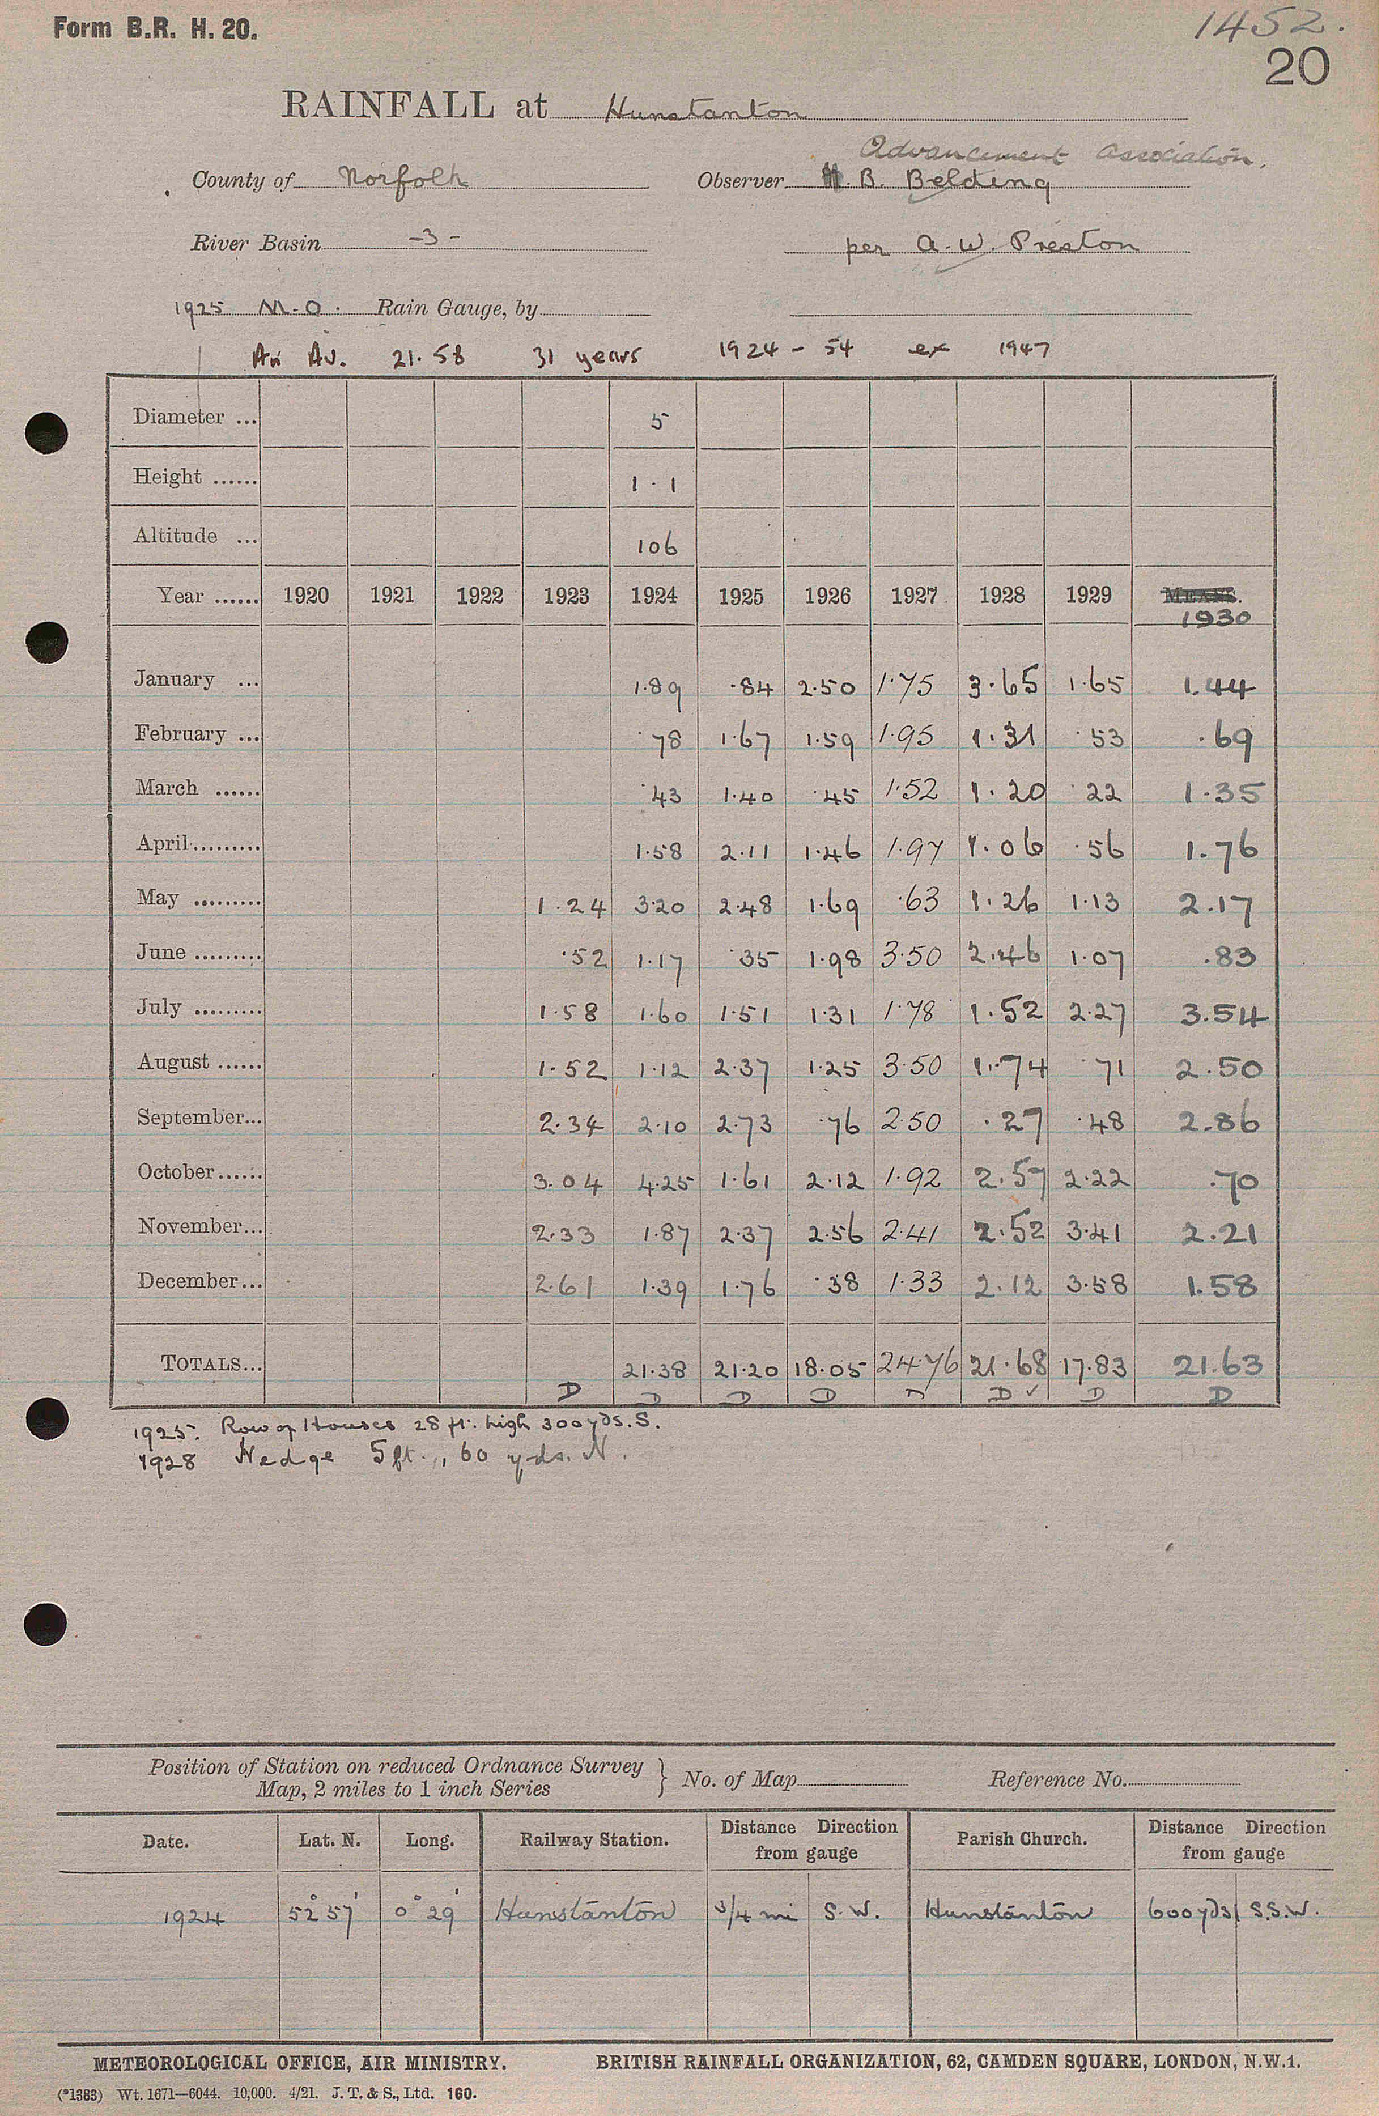 Form B.R. H. 20.
1452.
20
RAINFALL at Hunstanton
Advancement Association.
County of Norfolk Observer H. B. Belding
River Basin -3- per A. W. Preston
1925 M.O. Rain Gauge, by
An Av. 21.58 31 years 1924 - 54 ex 1947
Diameter ... 5
Height ...... 1 . 1
Altitude ... 106
Year ...... 1920 1921 1922 1923 1924 1925 1926 1927 1928 1929 MEANS.
1930
January ... 1.89 .84 2.50 1.75 3.65 1.65 1.44
February ... .78 1.67 1.59 1.95 1.31 .53 .69
March ...... .43 1.40 .45 1.52 1.20 .22 1.35
April......... 1.58 2.11 1.46 1.97 1.06 .56 1.76
May ......... 1.24 3.20 2.48 1.69 .63 1.26 1.13 2.17
June ......... .52 1.17 .35 1.98 3.50 2.46 1.07 .83
July ......... 1.58 1.60 1.51 1.31 1.78 1.52 2.27 3.54
August ...... 1.52 1.12 2.37 1.25 3.50 1.74 .71 2.50
September... 2.34 2.10 2.73 .76 2.50 .27 .48 2.86
October...... 3.04 4.25 1.61 2.12 1.92 2.57 2.22 .70
November... 2.33 1.87 2.37 2.56 2.41 2.52 3.41 2.21
December... 2.61 1.39 1.76 .38 1.33 2.12 3.58 1.58
TOTALS... 21.38 21.20 18.05 24.76 21.68 17.83 21.63
D D D D D ✓ D D
1925. Row of Houses 28 ft. high 300 yds. S.
1928 Hedge 5 ft., 60 yds. N.
Position of Station on reduced Ordnance Survey
Map, 2 miles to 1 inch Series } No. of Map Reference No.
Date. Lat. N. Long. Railway Station. Distance Direction from gauge Parish Church. Distance Direction from gauge
1924 52° 57' 0° 29' Hunstanton 3/4 mi S.W. Hunstanton 600 yds S.S.W.
METEOROLOGICAL OFFICE, AIR MINISTRY. BRITISH RAINFALL ORGANIZATION, 62, CAMDEN SQUARE, LONDON, N.W.1.
(*1383) Wt. 1671—6044. 10,000. 4/21. J. T. & S., Ltd. 160.